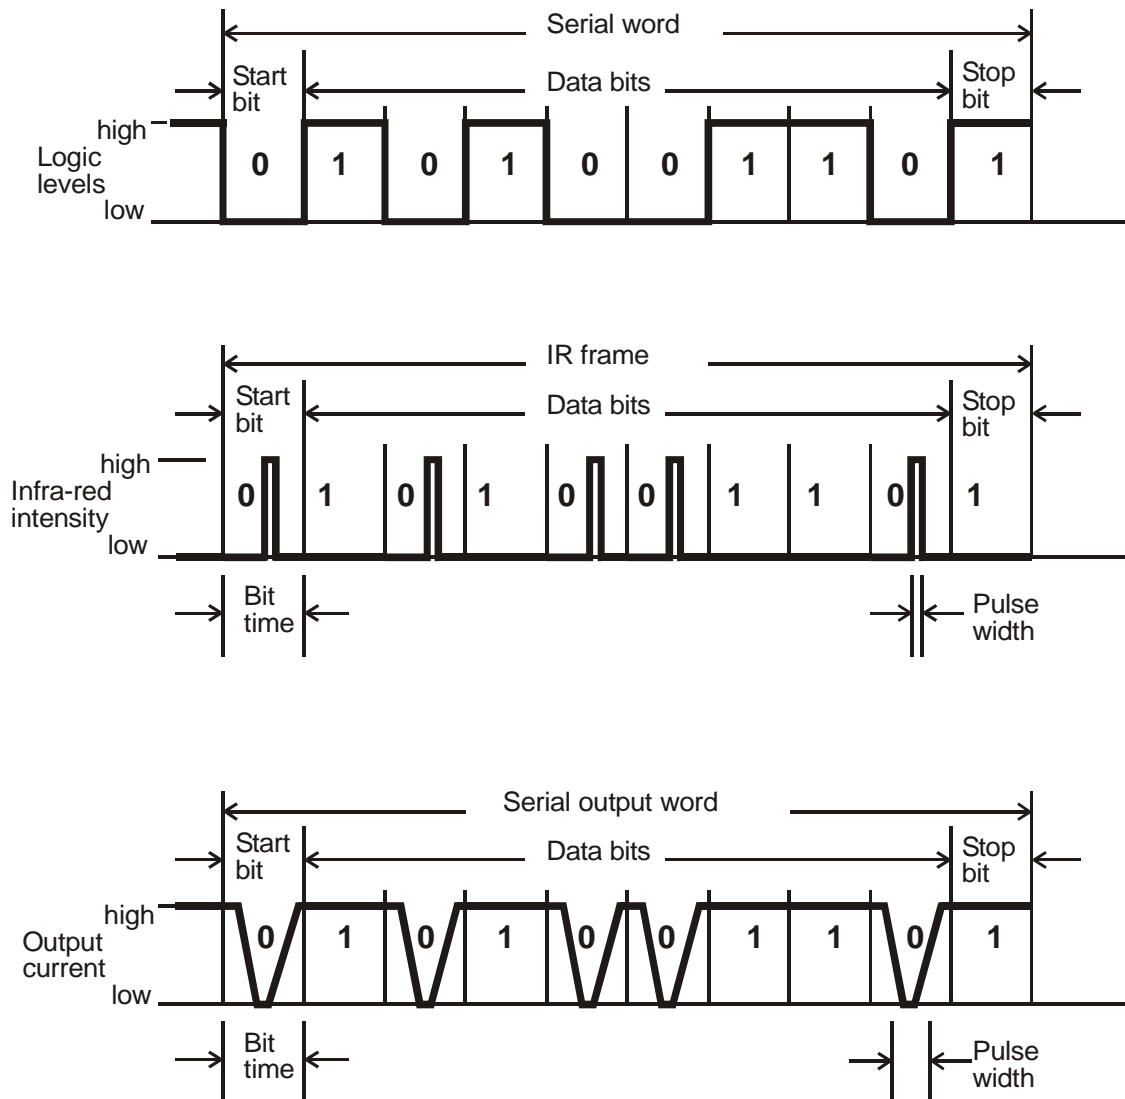 Serial word
Start
bit
Data bits
Stop
bit
high
Logic
levels
low
0 1 0 1 0 0 1 1 0 1
IR frame
Start
bit
Data bits
Stop
bit
high
Infra-red
intensity
low
0 1 0 1 0 0 1 1 0 1
Bit
time
Pulse
width
Serial output word
Start
bit
Data bits
Stop
bit
high
Output
current
low
0 1 0 1 0 0 1 1 0 1
Bit
time
Pulse
width